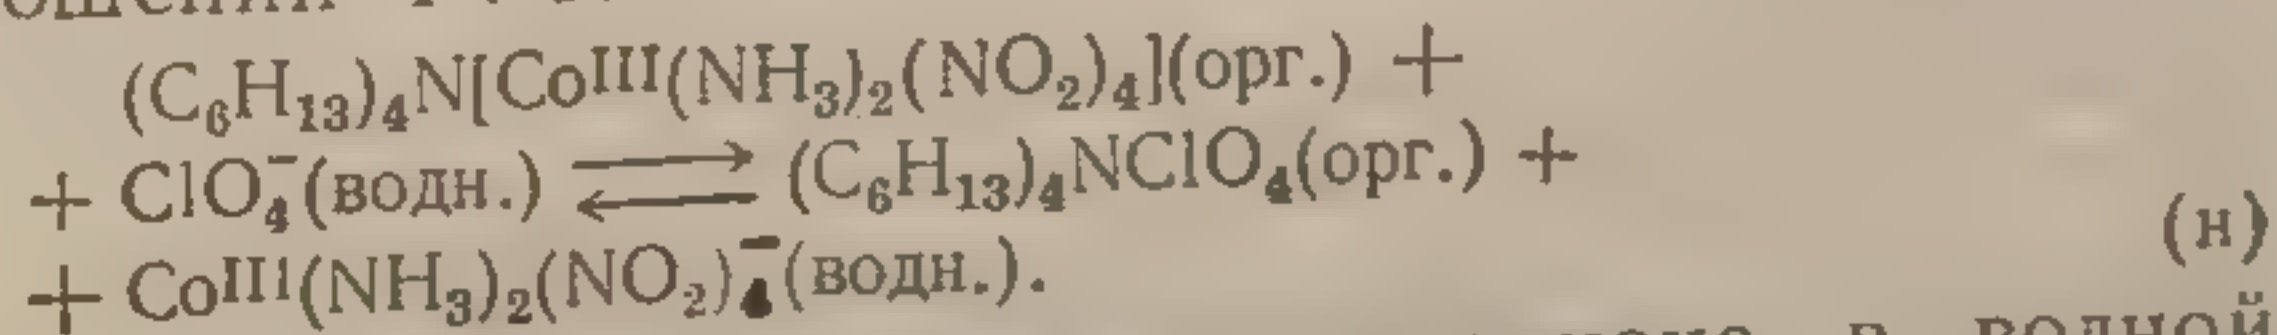 (C₆H₁₃)₄N[Coᴵᴵᴵ(NH₃)₂(NO₂)₄](орг.) +
+ ClO₄⁻(водн.) ⇄ (C₆H₁₃)₄NClO₄(орг.) +
(н)
+ Coᴵᴵᴵ(NH₃)₂(NO₂)₄⁻(водн.).
в водной